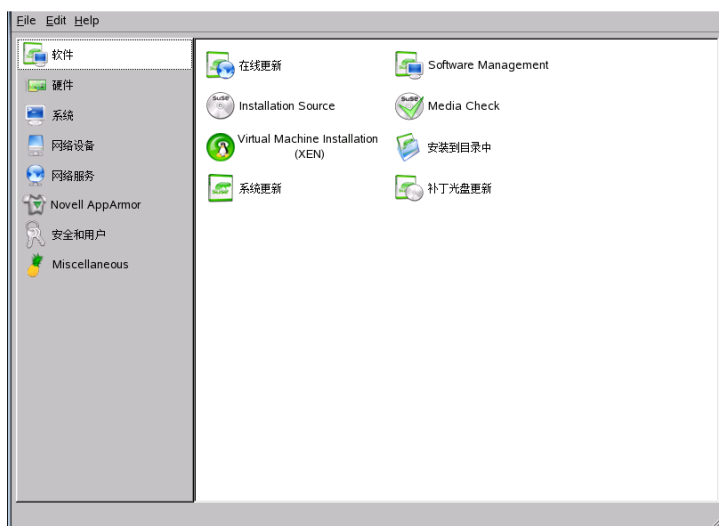 File Edit Help
软件
硬件
系统
网络设备
网络服务
Novell AppArmor
安全和用户
Miscellaneous
在线更新
Software Management
Installation Source
Media Check
Virtual Machine Installation
(XEN)
安装到目录中
系统更新
补丁光盘更新